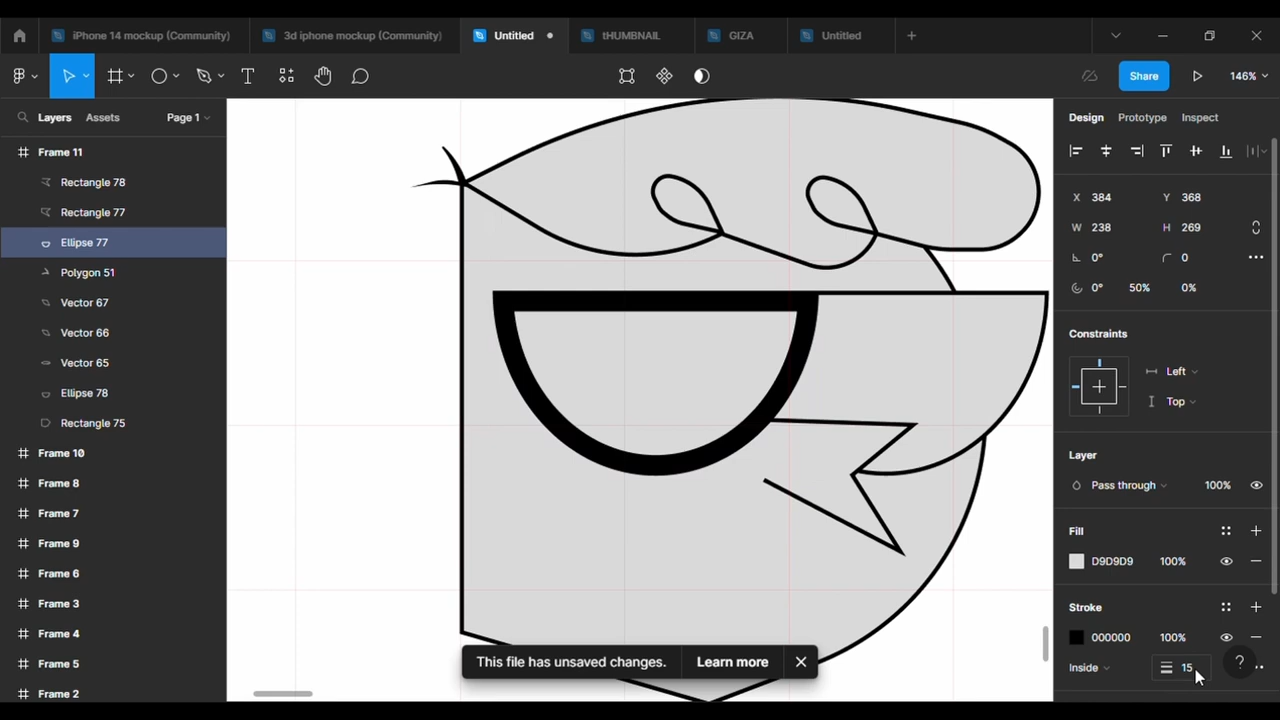 iPhone 14 mockup (Community)
3d iphone mockup (Community)
Untitled
tHUMBNAIL
GIZA
Untitled
Share
146%
Layers
Assets
Page 1
Frame 11
Rectangle 78
Rectangle 77
Ellipse 77
Polygon 51
Vector 67
Vector 66
Vector 65
Ellipse 78
Rectangle 75
Frame 10
Frame 8
Frame 7
Frame 9
Frame 6
Frame 3
Frame 4
Frame 5
Frame 2
This file has unsaved changes.
Learn more
Design
Prototype
Inspect
X 384 Y 368
W 238 H 269
0° 0
0° 50% 0%
Constraints
Left
Top
Layer
Pass through 100%
Fill
D9D9D9 100%
Stroke
000000 100%
Inside 15
?